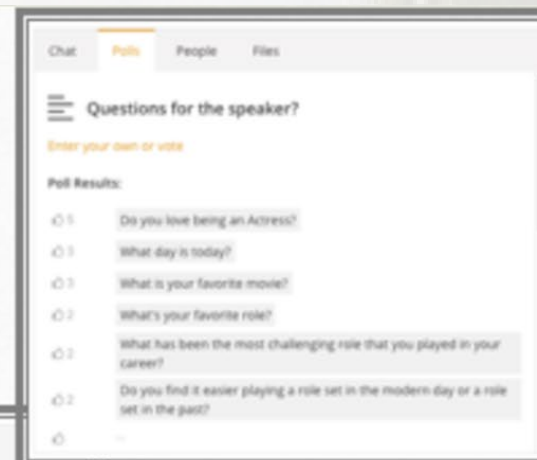 Chat Polls People Files
Questions for the speaker?
Enter your own or vote
Poll Results:
5 Do you love being an Actress?
3 What day is today?
3 What is your favorite movie?
2 What's your favorite role?
2 What has been the most challenging role that you played in your
career?
2 Do you find it easier playing a role set in the modern day or a role
set in the past?